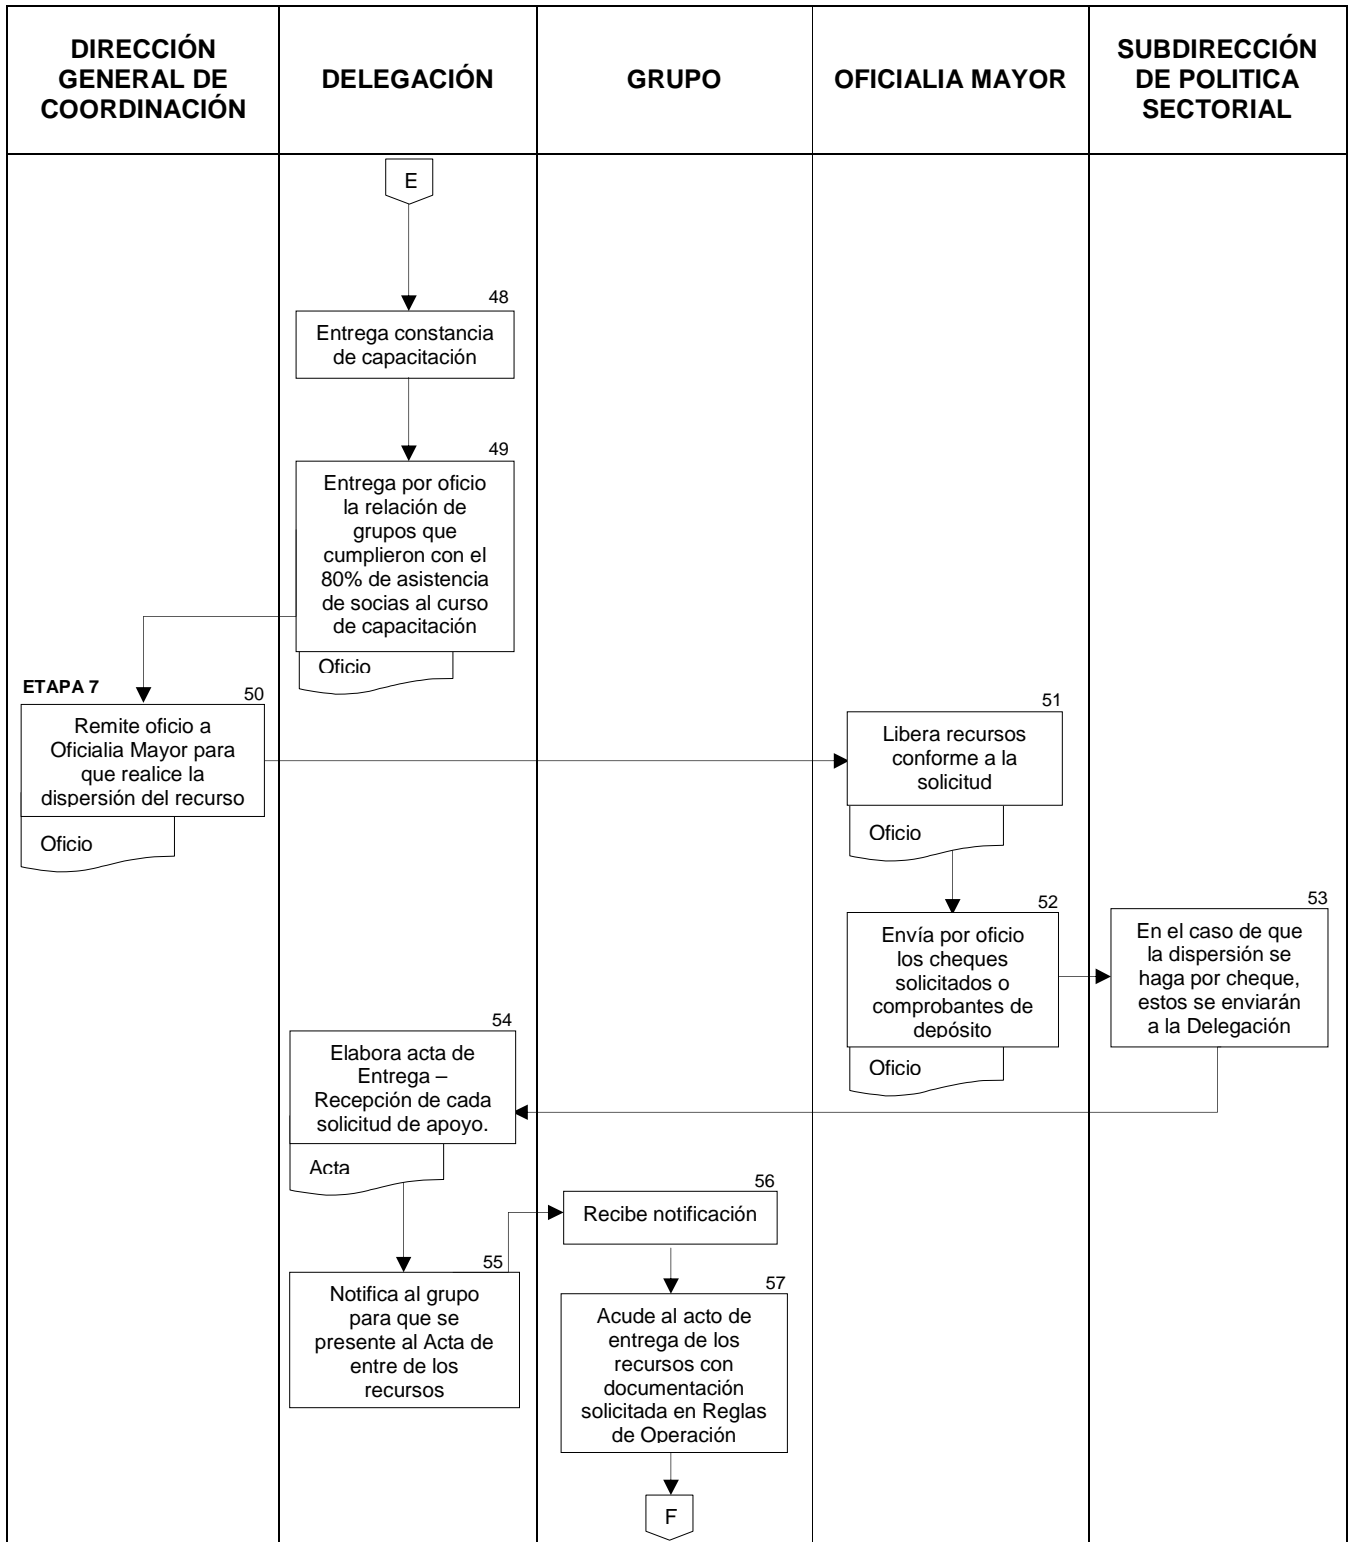 DIRECCIÓN
GENERAL DE
COORDINACIÓN
DELEGACIÓN
GRUPO
OFICIALIA MAYOR
SUBDIRECCIÓN
DE POLITICA
SECTORIAL
E
48
Entrega constancia
de capacitación
49
Entrega por oficio
la relación de
grupos que
cumplieron con el
80% de asistencia
de socias al curso
de capacitación
Oficio
ETAPA 7
50
Remite oficio a
Oficialia Mayor para
que realice la
dispersión del recurso
Oficio
51
Libera recursos
conforme a la
solicitud
Oficio
52
Envía por oficio
los cheques
solicitados o
comprobantes de
depósito
Oficio
53
En el caso de que
la dispersión se
haga por cheque,
estos se enviarán
a la Delegación
54
Elabora acta de
Entrega –
Recepción de cada
solicitud de apoyo.
Acta
55
Notifica al grupo
para que se
presente al Acta de
entre de los
recursos
56
Recibe notificación
57
Acude al acto de
entrega de los
recursos con
documentación
solicitada en Reglas
de Operación
F